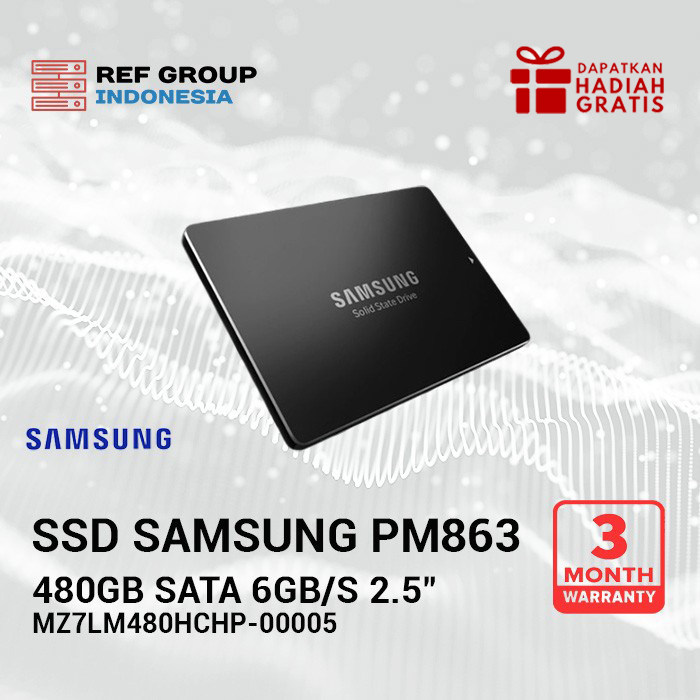 REF GROUP
INDONESIA
DAPATKAN
HADIAH
GRATIS
SAMSUNG
Solid State Drive
SAMSUNG
SSD SAMSUNG PM863
480GB SATA 6GB/S 2.5"
MZ7LM480HCHP-00005
3
MONTH
WARRANTY